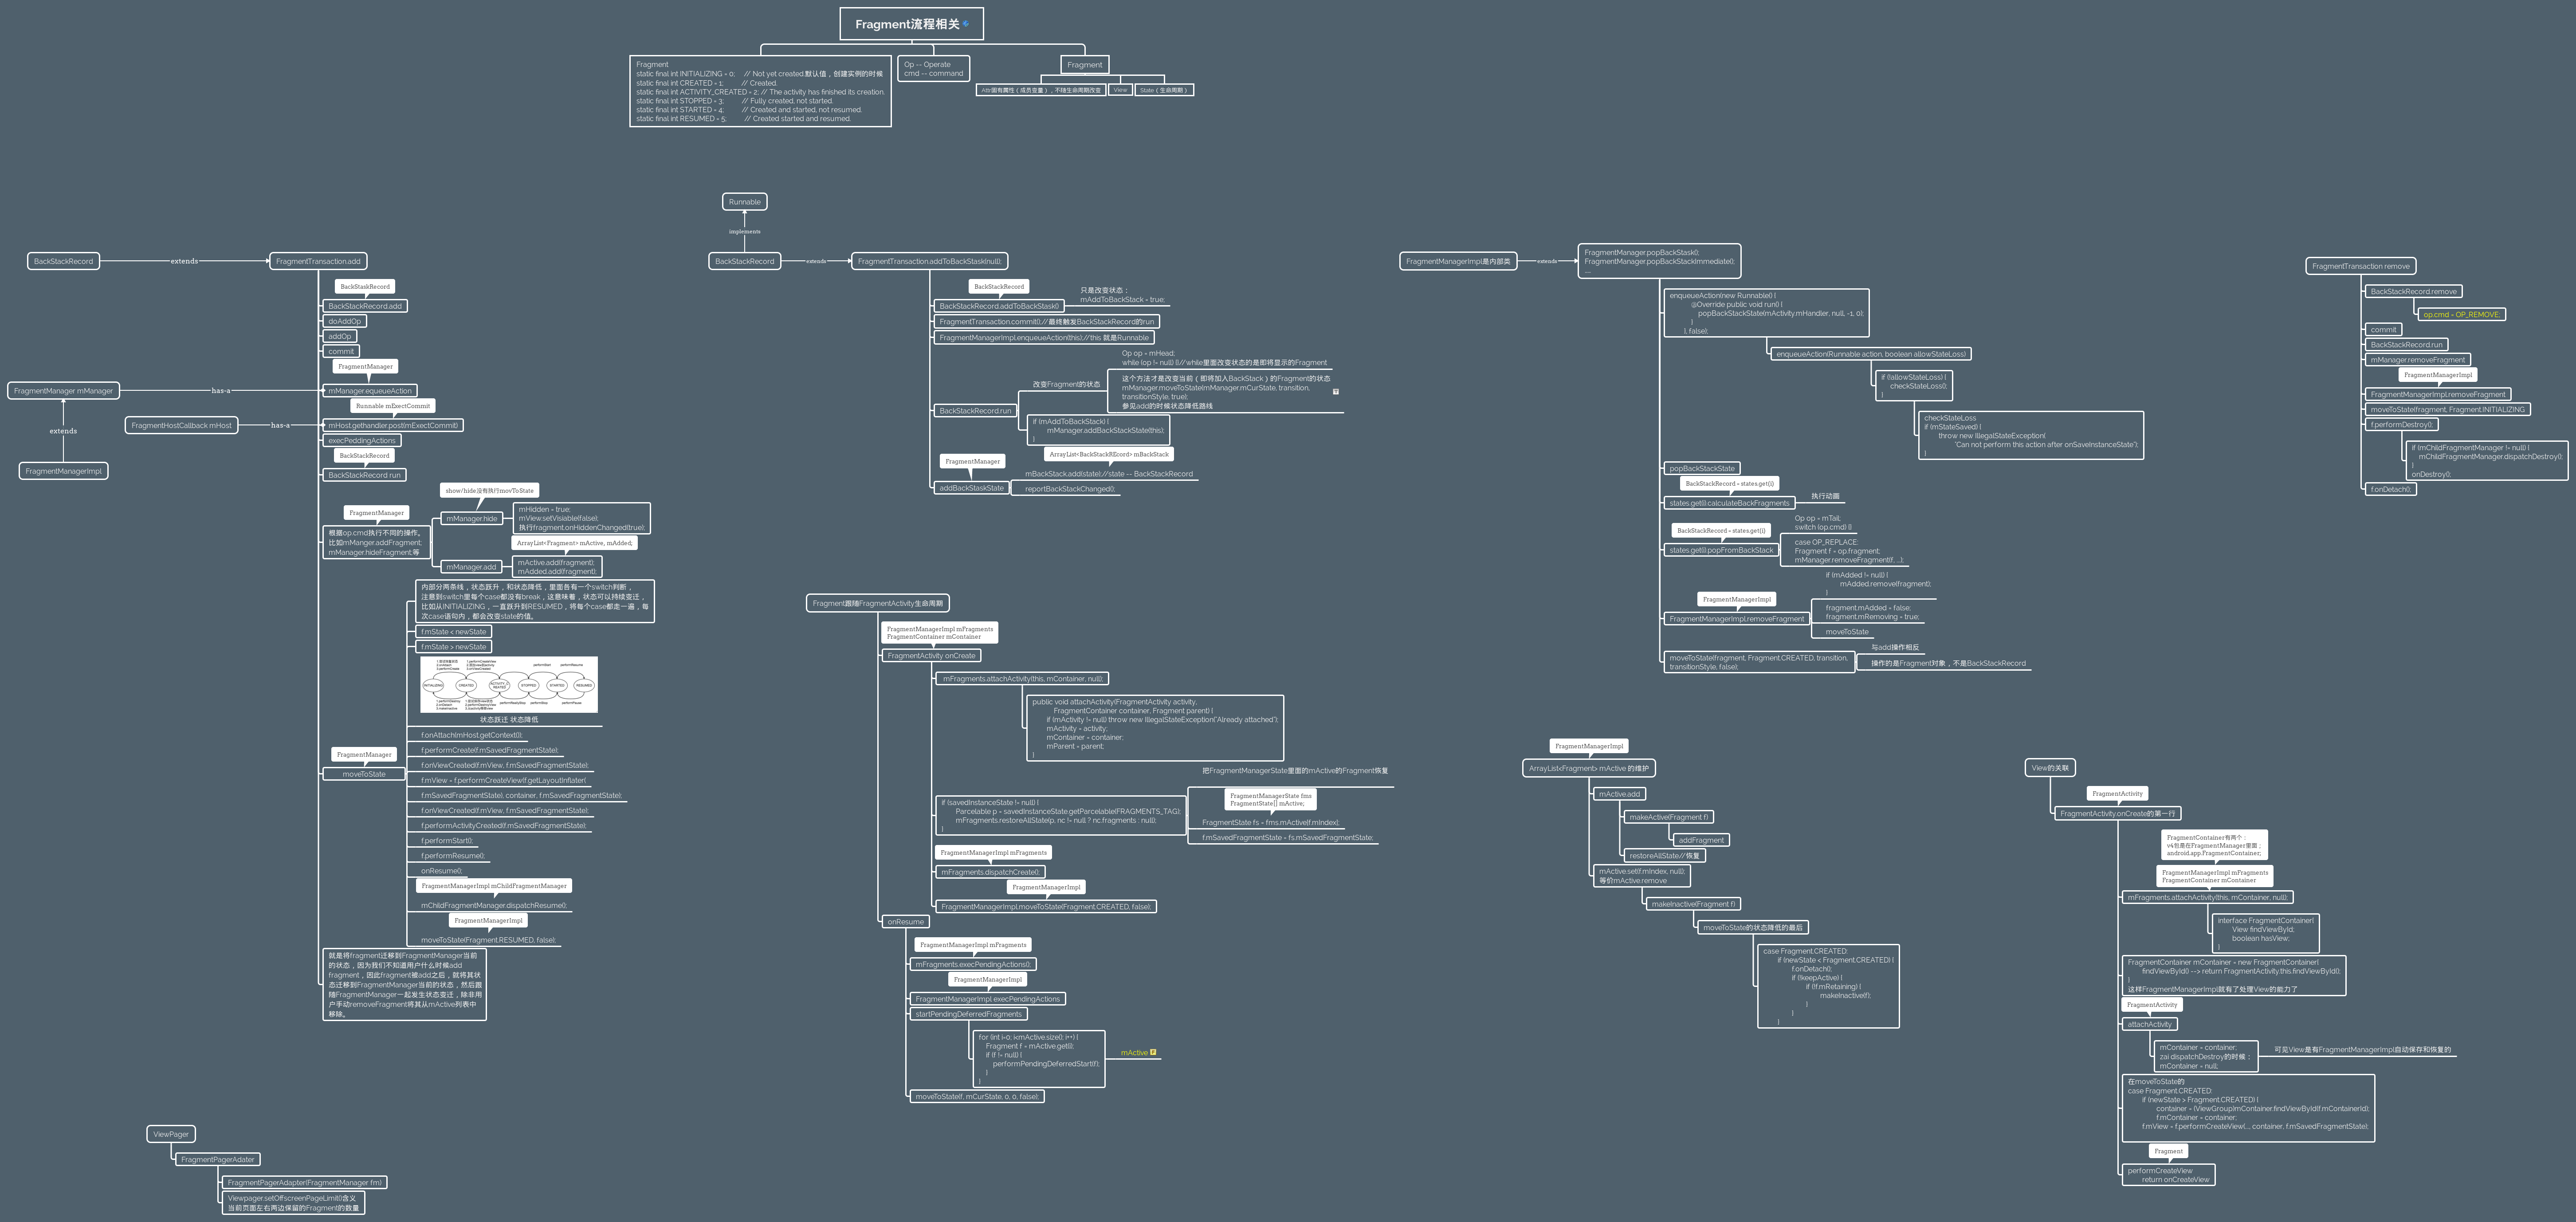 Fragment流程相关
Fragment
static final int INITIALIZING = 0;     // Not yet created.默认值，创建实例的时候
static final int CREATED = 1;          // Created.
static final int ACTIVITY_CREATED = 2; // The activity has finished its creation.
static final int STOPPED = 3;          // Fully created, not started.
static final int STARTED = 4;          // Created and started, not resumed.
static final int RESUMED = 5;          // Created started and resumed.
Op -- Operate
cmd -- command
Fragment
Attr固有属性（成员变量），不随生命周期改变
View
State（生命周期）
BackStackRecord
extends
FragmentTransaction.add
BackStaskRecord
BackStackRecord.add
doAddOp
addOp
commit
FragmentManager
FragmentManager mManager
has-a
mManager.equeueAction
Runnable mExectCommit
FragmentHostCallback mHost
has-a
mHost.gethandler.post(mExectCommit)
extends
FragmentManagerImpl
execPeddingActions
BackStackRecord
BackStackRecord run
FragmentManager
根据op.cmd执行不同的操作。
比如mManger.addFragment;
mManager.hideFragment;等
show/hide没有执行movToState
mManager.hide
mHidden = true;
mView.setVisiable(false);
执行fragment.onHiddenChanged(true);
ArrayList<Fragment> mActive, mAdded;
mManager.add
mActive.add(fragment),
mAdded.add(fragment);
内部分两条线，状态跃升，和状态降低，里面各有一个switch判断，
注意到switch里每个case都没有break，这意味着，状态可以持续变迁，
比如从INITIALIZING，一直跃升到RESUMED，将每个case都走一遍，每
次case语句内，都会改变state的值。
f.mState < newState
f.mState > newState
INITIALIZING
CREATED
STOPPED
STARTED
RESUMED
performStart
performResume
performReallyStop
performStop
performPause
状态跃迁 状态降低
f.onAttach(mHost.getContext());
f.performCreate(f.mSavedFragmentState);
f.onViewCreated(f.mView, f.mSavedFragmentState);
f.mView = f.performCreateView(f.getLayoutInflater(
f.mSavedFragmentState), container, f.mSavedFragmentState);
f.onViewCreated(f.mView, f.mSavedFragmentState);
f.performActivityCreated(f.mSavedFragmentState);
f.performStart();
f.performResume();
onResume();
FragmentManagerImpl mChildFragmentManager
mChildFragmentManager.dispatchResume();
FragmentManagerImpl
moveToState(Fragment.RESUMED, false);
FragmentManager
moveToState
就是将fragment迁移到FragmentManager当前
的状态，因为我们不知道用户什么时候add
fragment，因此fragment被add之后，就将其状
态迁移到FragmentManager当前的状态，然后跟
随FragmentManager一起发生状态变迁，除非用
户手动removeFragment将其从mActive列表中
移除。
ViewPager
FragmentPagerAdater
FragmentPagerAdapter(FragmentManager fm)
Viewpager.setOffscreenPageLimit()含义
当前页面左右两边保留的Fragment的数量
Runnable
implements
BackStackRecord
extends
FragmentTransaction.addToBackStask(null);
BackStackRecord
BackStackRecord.addToBackStask()
只是改变状态：
mAddToBackStack = true;
FragmentTransaction.commit();//最终触发BackStackRecord的run
FragmentManagerImpl.enqueueAction(this);//this 就是Runnable
BackStackRecord.run
改变Fragment的状态
Op op = mHead;
while (op != null) {}//while里面改变状态的是即将显示的Fragment
这个方法才是改变当前（即将加入BackStack）的Fragment的状态
mManager.moveToState(mManager.mCurState, transition,
transitionStyle, true);
参见add的时候状态降低路线
if (mAddToBackStack) {
mManager.addBackStackState(this);
}
ArrayList<BackStackREcord> mBackStack
FragmentManager
addBackStaskState
mBackStack.add(state);//state -- BackStackRecord
reportBackStackChanged();
Fragment跟随FragmentActivity生命周期
FragmentManagerImpl mFragments
FragmentContainer mContainer
FragmentActivity onCreate
mFragments.attachActivity(this, mContainer, null);
public void attachActivity(FragmentActivity activity,
FragmentContainer container, Fragment parent) {
if (mActivity != null) throw new IllegalStateException("Already attached");
mActivity = activity;
mContainer = container;
mParent = parent;
}
if (savedInstanceState != null) {
Parcelable p = savedInstanceState.getParcelable(FRAGMENTS_TAG);
mFragments.restoreAllState(p, nc != null ? nc.fragments : null);
}
把FragmentManagerState里面的mActive的Fragment恢复
FragmentManagerState fms
FragmentState[] mActive;
FragmentState fs = fms.mActive[f.mIndex];
f.mSavedFragmentState = fs.mSavedFragmentState;
FragmentManagerImpl.mFragments
mFragments.dispatchCreate();
FragmentManagerImpl
FragmentManagerImpl.moveToState(Fragment.CREATED, false);
onResume
FragmentManagerImpl mFragments
mFragments.execPendingActions();
FragmentManagerImpl
FragmentManagerImpl execPendingActions
startPendingDeferredFragments
for (int i=0; i<mActive.size(); i++) {
Fragment f = mActive.get(i);
if (f != null) {
performPendingDeferredStart(f);
}
}
mActive
moveToState(f, mCurState, 0, 0, false);
FragmentManagerImpl是内部类
extends
FragmentManager.popBackStask();
FragmentManager.popBackStackImmediate();
.....
enqueueAction(new Runnable() {
@Override public void run() {
popBackStackState(mActivity.mHandler, null, -1, 0);
}
}, false);
enqueueAction(Runnable action, boolean allowStateLoss)
if (!allowStateLoss) {
checkStateLoss();
}
checkStateLoss
if (mStateSaved) {
throw new IllegalStateException(
"Can not perform this action after onSaveInstanceState");
}
popBackStackState
BackStackRecord = states.get(i)
states.get(i).calculateBackFragments
执行动画
BackStackRecord = states.get(i)
states.get(i).popFromBackStack
Op op = mTail;
switch (op.cmd) {}
case OP_REPLACE:
Fragment f = op.fragment;
mManager.removeFragment(f, ...);
FragmentManagerImpl
FragmentManagerImpl.removeFragment
if (mAdded != null) {
mAdded.remove(fragment);
}
fragment.mAdded = false;
fragment.mRemoving = true;
moveToState
moveToState(fragment, Fragment.CREATED, transition,
transitionStyle, false);
与add操作相反
操作的是Fragment对象，不是BackStackRecord
FragmentManagerImpl
ArrayList<Fragment> mActive 的维护
mActive.add
makeActive(Fragment f)
addFragment
restoreAllState//恢复
mActive.set(f.mIndex, null);
等价mActive.remove
makeInactive(Fragment f)
moveToState的状态降低的最后
case Fragment.CREATED:
if (newState < Fragment.CREATED) {
f.onDetach();
if (!keepActive) {
if (!f.mRetaining) {
makeInactive(f);
}
}
}
FragmentTransaction remove
BackStackRecord.remove
op.cmd = OP_REMOVE;
commit
BackStackRecord.run
mManager.removeFragment
FragmentManagerImpl
FragmentManagerImpl.removeFragment
moveToState(fragment, Fragment.INITIALIZING
f.performDestroy();
if (mChildFragmentManager != null) {
mChildFragmentManager.dispatchDestroy();
}
onDestroy();
f.onDetach();
View的关联
FragmentActivity
FragmentActivity.onCreate的第一行
FragmentContainer有两个：
v4包是在FragmentManager里面；
android.app.FragmentContainer;
FragmentManagerImpl mFragments
FragmentContainer mContainer
mFragments.attachActivity(this, mContainer, null);
interface FragmentContainer{
View findViewById;
boolean hasView;
}
FragmentContainer mContainer = new FragmentContainer{
findViewById() --> return FragmentActivity.this.findViewById();
}
这样FragmentManagerImpl就有了处理View的能力了
FragmentActivity
attachActivity
mContainer = container;
zai dispatchDestroy的时候：
mContainer = null;
可见View是有FragmentManagerImpl自动保存和恢复的
在moveToState的
case Fragment.CREATED:
if (newState > Fragment.CREATED) {
container = (ViewGroup)mContainer.findViewById(f.mContainerId);
f.mContainer = container;
f.mView = f.performCreateView(..., container, f.mSavedFragmentState);
Fragment
performCreateView
return onCreateView